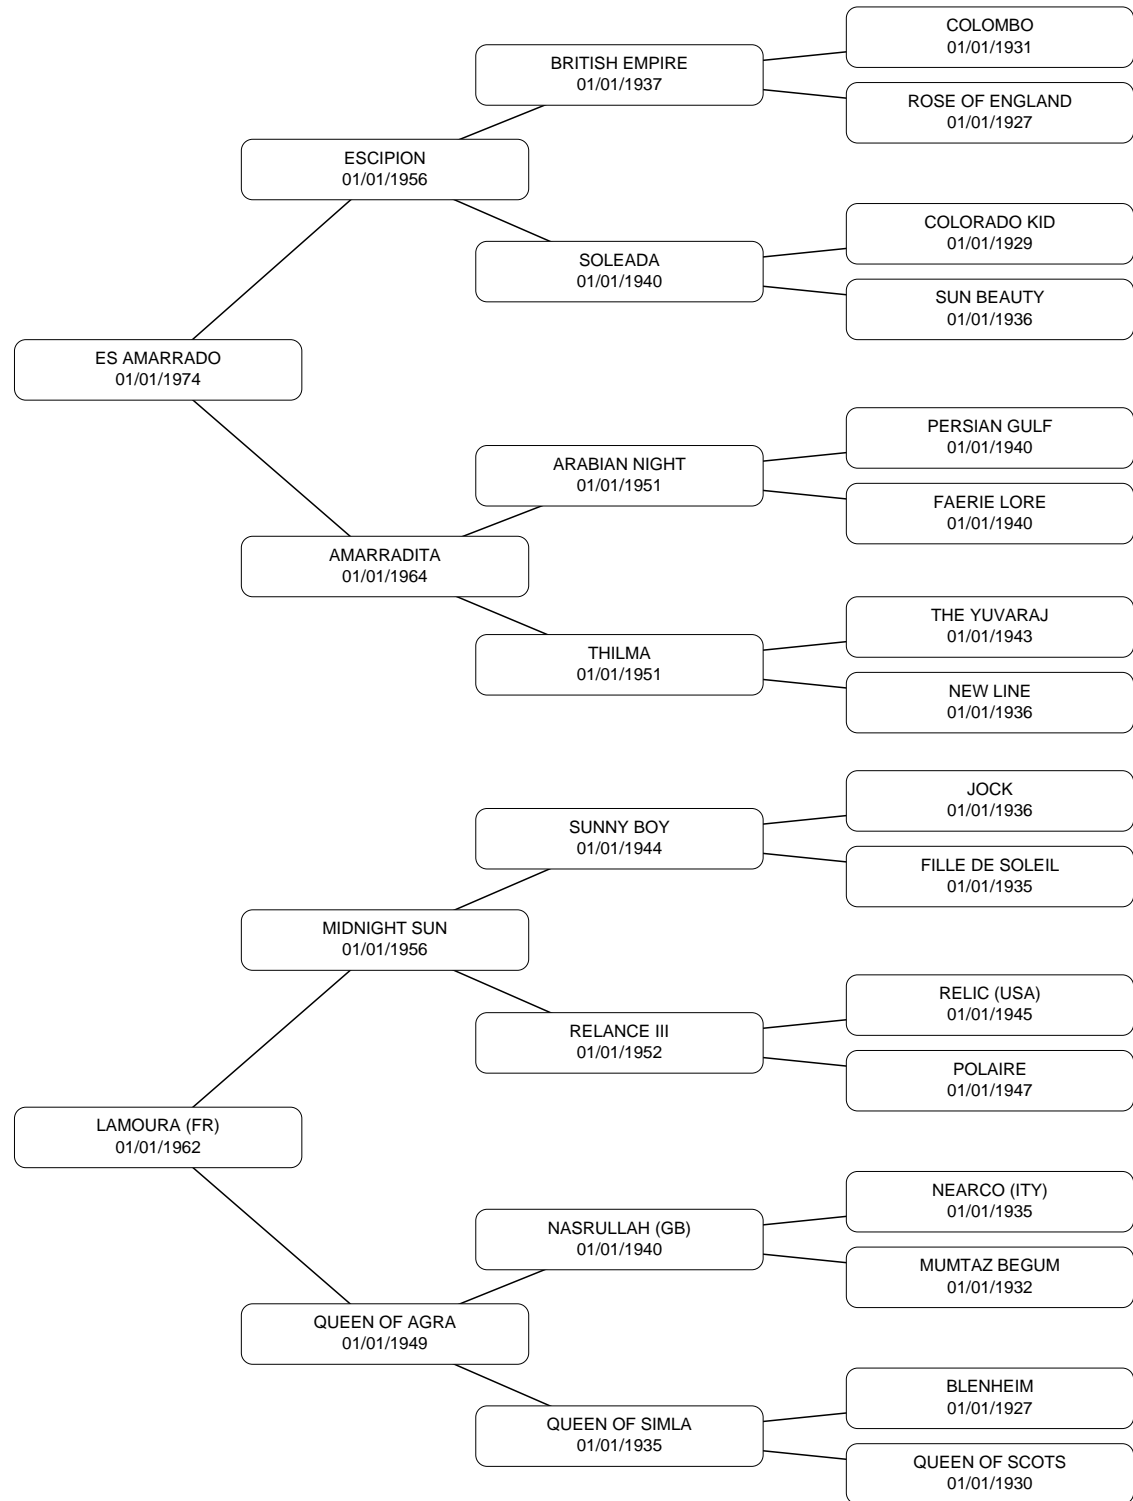 COLOMBO
01/01/1931
BRITISH EMPIRE
01/01/1937
ROSE OF ENGLAND
01/01/1927
ESCIPION
01/01/1956
COLORADO KID
01/01/1929
SOLEADA
01/01/1940
SUN BEAUTY
01/01/1936
ES AMARRADO
01/01/1974
PERSIAN GULF
01/01/1940
ARABIAN NIGHT
01/01/1951
FAERIE LORE
01/01/1940
AMARRADITA
01/01/1964
THE YUVARAJ
01/01/1943
THILMA
01/01/1951
NEW LINE
01/01/1936
JOCK
01/01/1936
SUNNY BOY
01/01/1944
FILLE DE SOLEIL
01/01/1935
MIDNIGHT SUN
01/01/1956
RELIC (USA)
01/01/1945
RELANCE III
01/01/1952
POLAIRE
01/01/1947
LAMOURA (FR)
01/01/1962
NEARCO (ITY)
01/01/1935
NASRULLAH (GB)
01/01/1940
MUMTAZ BEGUM
01/01/1932
QUEEN OF AGRA
01/01/1949
BLENHEIM
01/01/1927
QUEEN OF SIMLA
01/01/1935
QUEEN OF SCOTS
01/01/1930